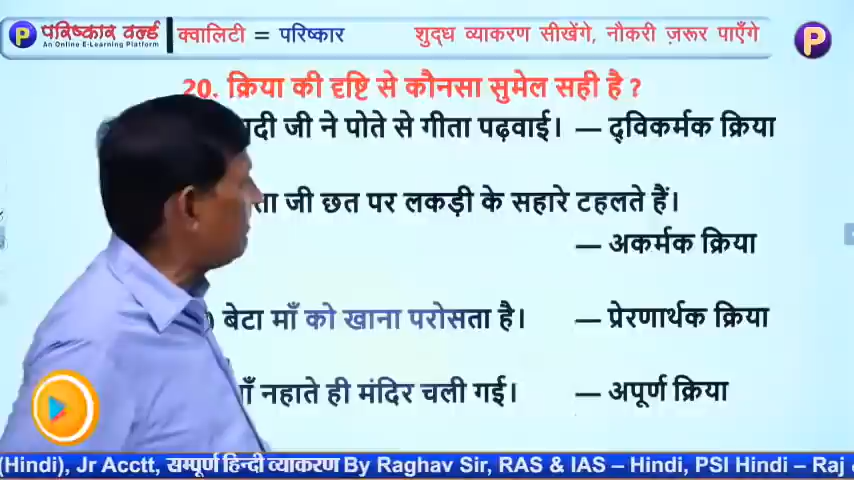 परिष्कार वर्ल्ड
An Online E-Learning Platform
क्वालिटी = परिष्कार
शुद्ध व्याकरण सीखेंगे, नौकरी ज़रूर पाएँगे
20. क्रिया की दृष्टि से कौनसा सुमेल सही है ?
जी ने पोते से गीता पढ़वाई। — द्विकर्मक क्रिया
जी छत पर लकड़ी के सहारे टहलते हैं।
— अकर्मक क्रिया
बेटा माँ को खाना परोसता है। — प्रेरणार्थक क्रिया
नहाते ही मंदिर चली गई। — अपूर्ण क्रिया
(Hindi), Jr Acctt, सम्पूर्ण हिन्दी व्याकरण By Raghav Sir, RAS & IAS – Hindi, PSI Hindi – Raj